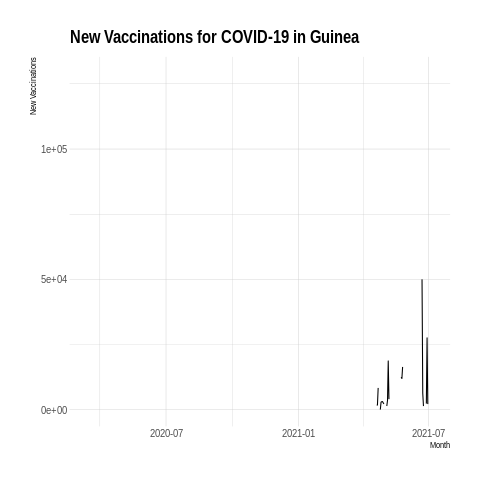 New Vaccinations for COVID-19 in Guinea
New Vaccinations
1e+05
5e+04
0e+00
2020-07
2021-01
2021-07
Month